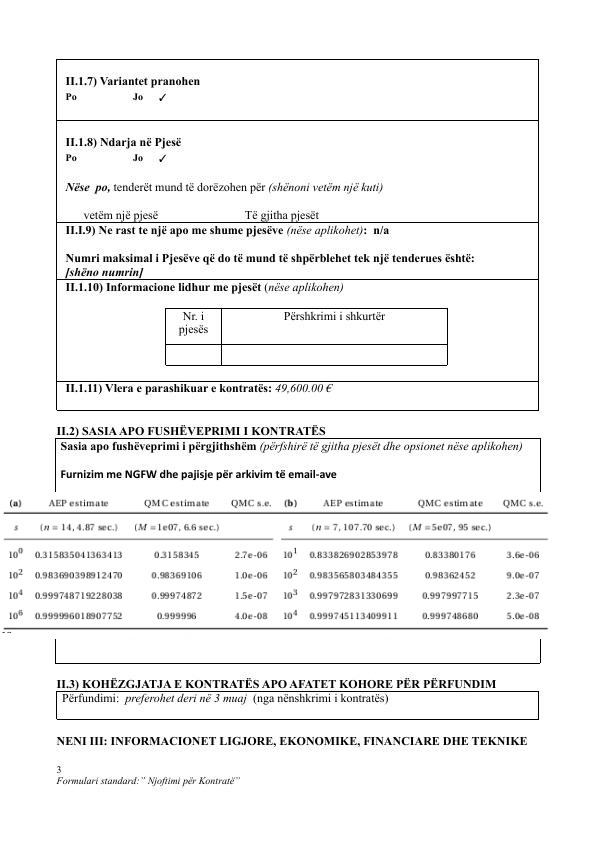 II.1.7) Variantet pranohen
Po Jo ✓
II.1.8) Ndarja në Pjesë
Po Jo ✓
Nëse po, tenderët mund të dorëzohen për (shënoni vetëm një kuti)
vetëm një pjesë Të gjitha pjesët
II.I.9) Ne rast te një apo me shume pjesëve (nëse aplikohet): n/a
Numri maksimal i Pjesëve që do të mund të shpërblehet tek një tenderues është:
[shëno numrin]
II.1.10) Informacione lidhur me pjesët (nëse aplikohen)
Nr. i Përshkrimi i shkurtër
pjesës
II.1.11) Vlera e parashikuar e kontratës: 49,600.00 €
II.2) SASIA APO FUSHËVEPRIMI I KONTRATËS
Sasia apo fushëveprimi i përgjithshëm (përfshirë të gjitha pjesët dhe opsionet nëse aplikohen)
Furnizim me NGFW dhe pajisje për arkivim të email-ave
(a) AEP estimate QMC estimate QMC s.e. (b) AEP estimate QMC estimate QMC s.e.
s (n = 14, 4.87 sec.) (M = 1e07, 6.6 sec.) s (n = 7, 107.70 sec.) (M = 5e07, 95 sec.)
10^0 0.315835041363413 0.3158345 2.7e-06 10^1 0.833826902853978 0.83380176 3.6e-06
10^2 0.983690398912470 0.98369106 1.0e-06 10^2 0.983565803484355 0.98362452 9.0e-07
10^4 0.999748719228038 0.99974872 1.5e-07 10^3 0.997972831330699 0.997997715 2.3e-07
10^6 0.999996018907752 0.999996 4.0e-08 10^4 0.999745113409911 0.999748680 5.0e-08
II.3) KOHËZGJATJA E KONTRATËS APO AFATET KOHORE PËR PËRFUNDIM
Përfundimi: preferohet deri në 3 muaj (nga nënshkrimi i kontratës)
NENI III: INFORMACIONET LIGJORE, EKONOMIKE, FINANCIARE DHE TEKNIKE
3
Formulari standard:” Njoftimi për Kontratë”